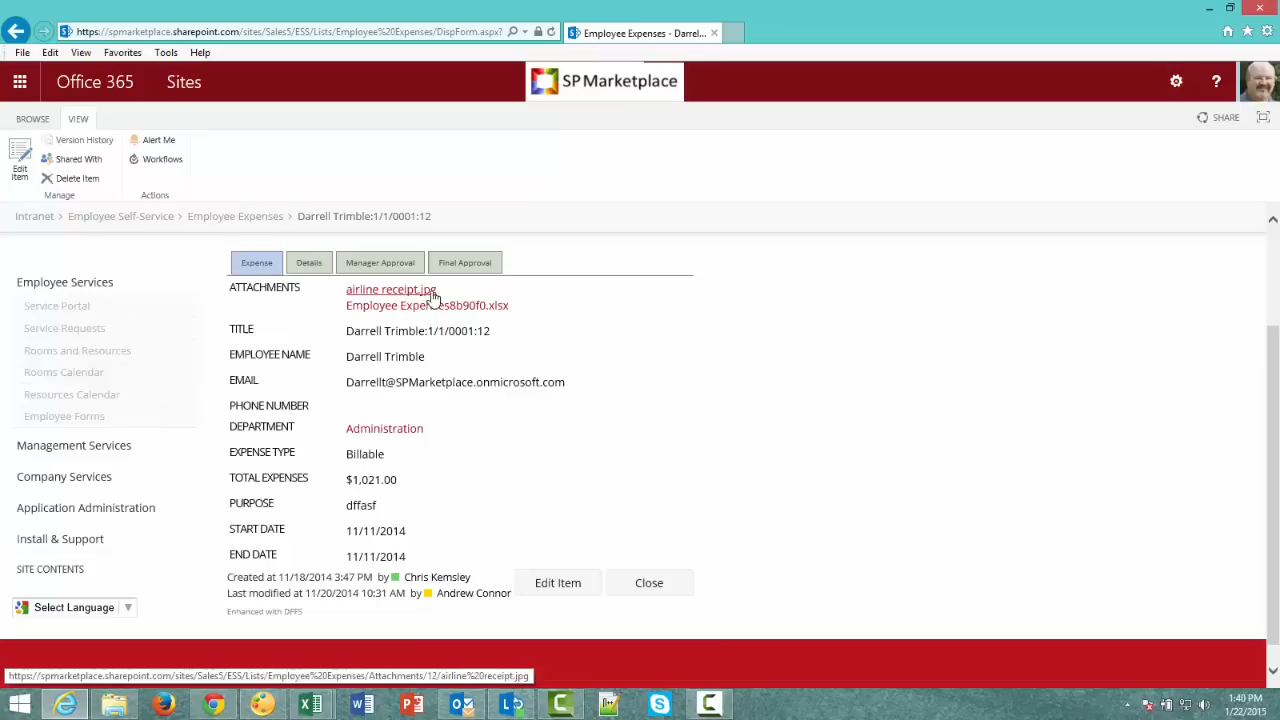 https://spmarketplace.sharepoint.com/sites/Sales5/ESS/Lists/Employee%20Expenses/DispForm.aspx?
Employee Expenses - Darrel...
File Edit View Favorites Tools Help
Office 365 Sites SPMarketplace
BROWSE VIEW SHARE
Edit Item
Version History
Shared With
Delete Item
Manage
Alert Me
Workflows
Actions
Intranet > Employee Self-Service > Employee Expenses > Darrell Trimble:1/1/0001:12
Employee Services
Service Portal
Service Requests
Rooms and Resources
Rooms Calendar
Resources Calendar
Employee Forms
Management Services
Company Services
Application Administration
Install & Support
SITE CONTENTS
Select Language
Expense Details Manager Approval Final Approval
ATTACHMENTS airline receipt.jpg
TITLE Darrell Trimble:1/1/0001:12
EMPLOYEE NAME Darrell Trimble
EMAIL Darrellt@SPMarketplace.onmicrosoft.com
PHONE NUMBER
DEPARTMENT Administration
EXPENSE TYPE Billable
TOTAL EXPENSES $1,021.00
PURPOSE dffasf
START DATE 11/11/2014
END DATE 11/11/2014
Created at 11/18/2014 3:47 PM by Chris Kemsley
Last modified at 11/20/2014 10:31 AM by Andrew Connor
Edit Item Close
Enhanced with DFFS
https://spmarketplace.sharepoint.com/sites/Sales5/ESS/Lists/Employee%20Expenses/Attachments/12/airline%20receipt.jpg
1:40 PM
1/22/2015